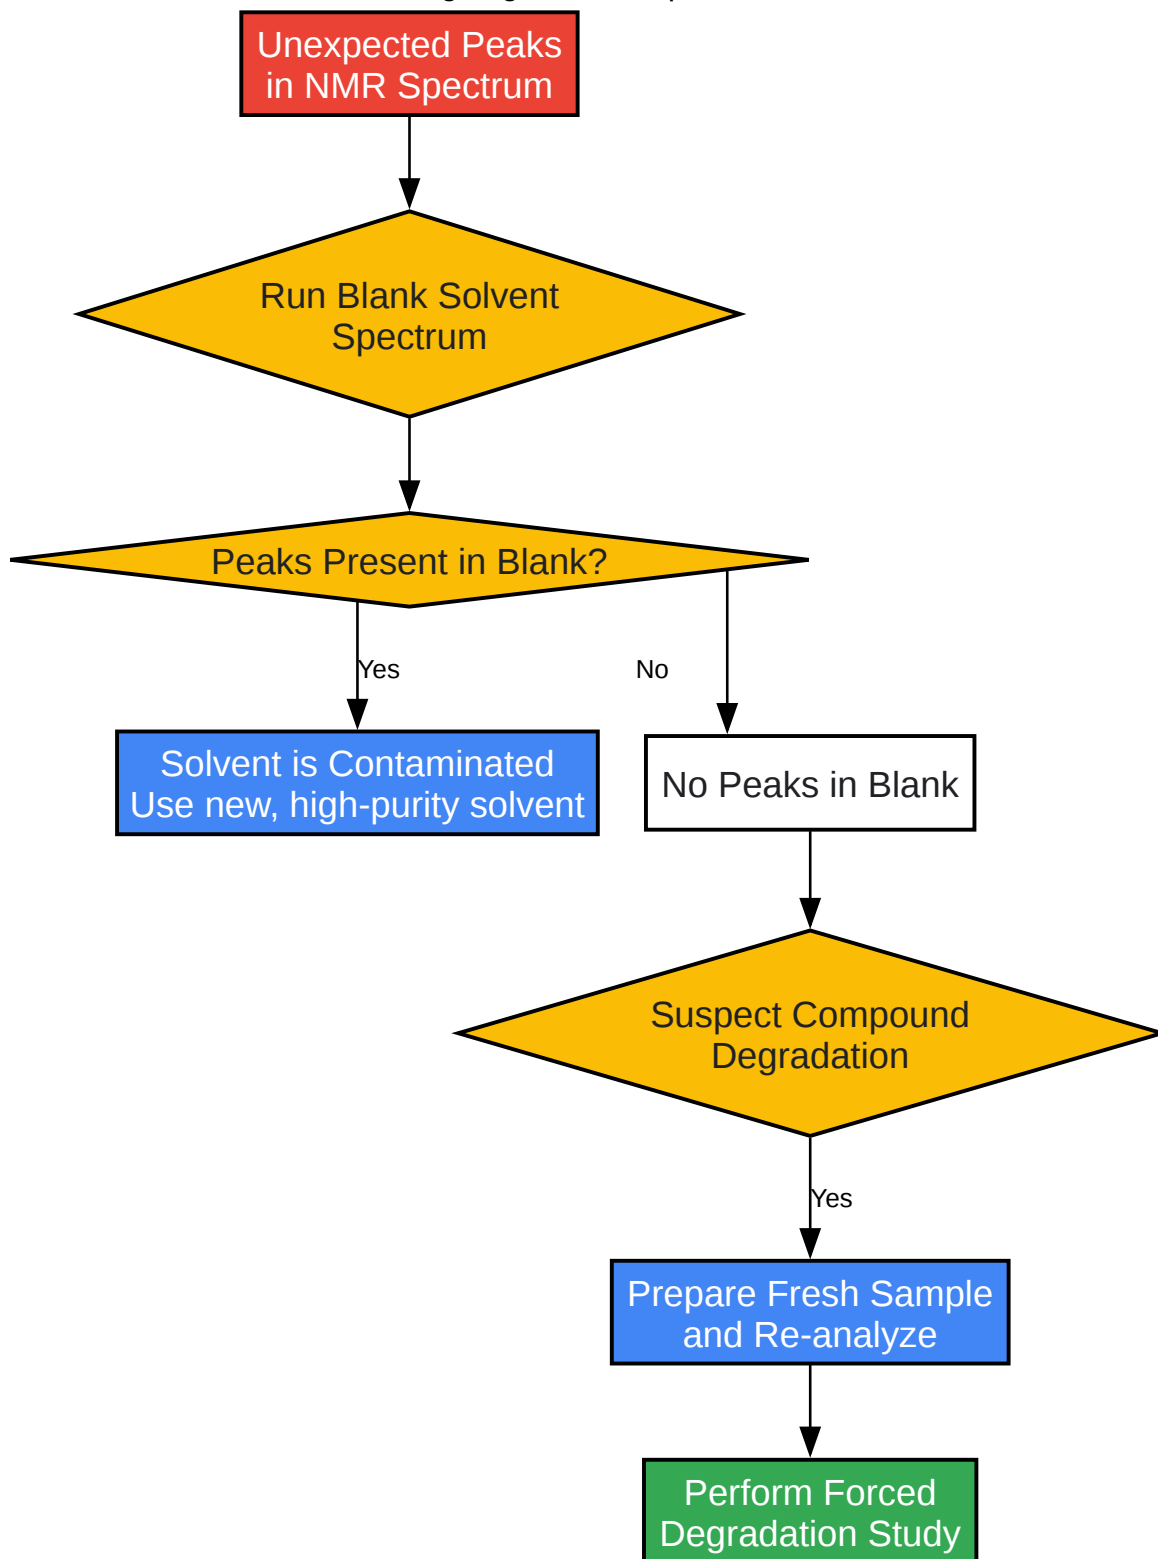 Unexpected Peaks
in NMR Spectrum
Run Blank Solvent
Spectrum
Peaks Present in Blank?
Yes
No
Solvent is Contaminated
Use new, high-purity solvent
No Peaks in Blank
Suspect Compound
Degradation
Yes
Prepare Fresh Sample
and Re-analyze
Perform Forced
Degradation Study